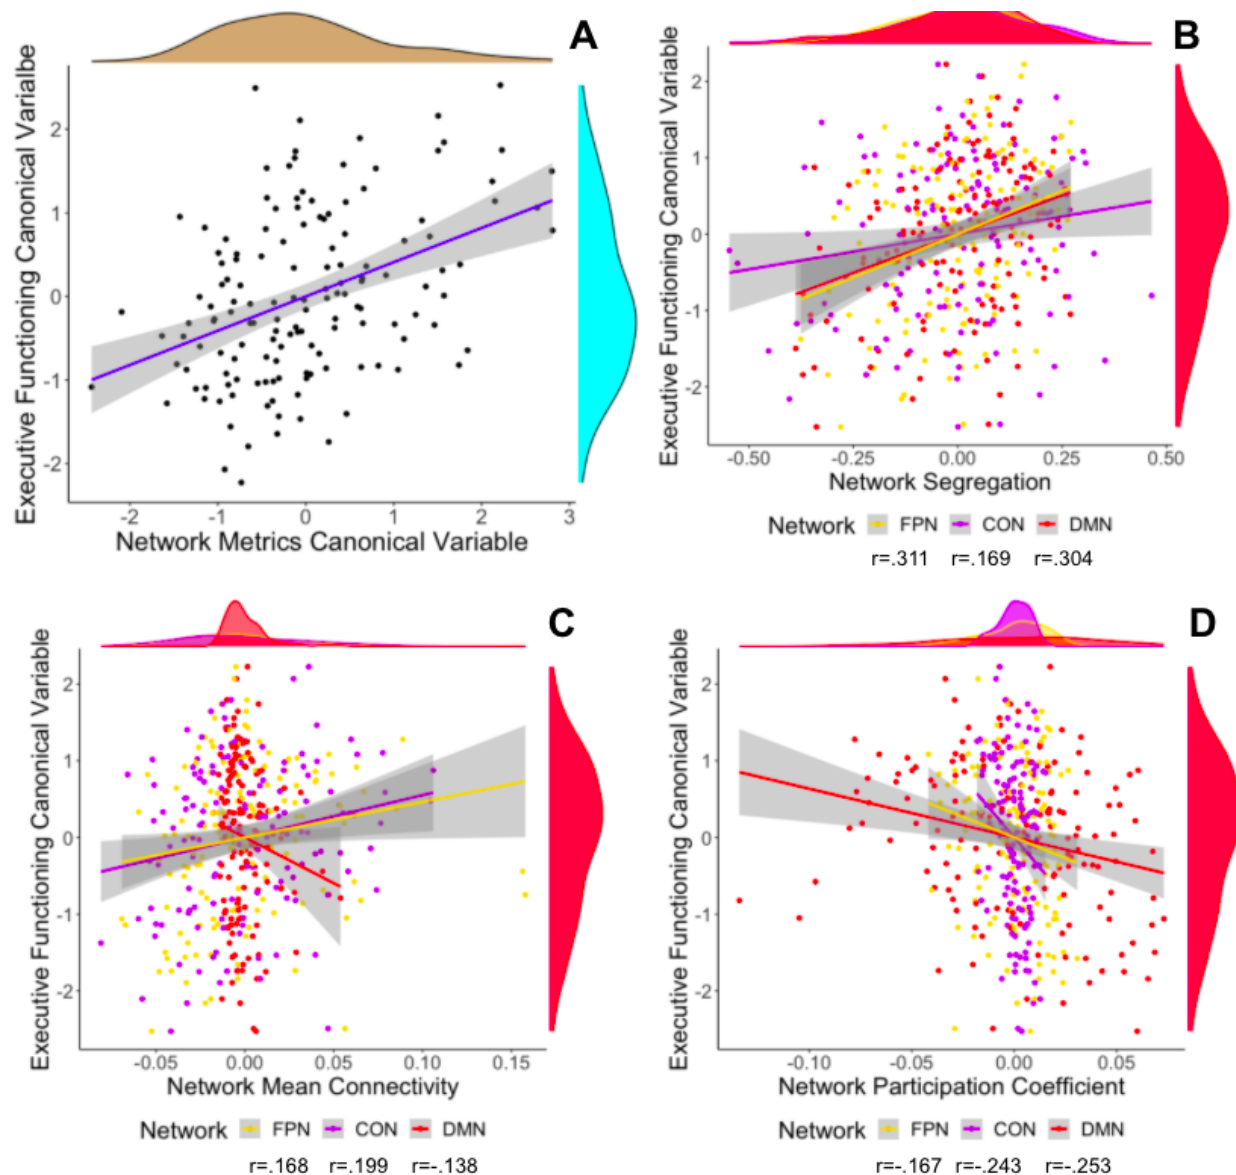 A
Executive Functioning Canonical Varialbe
2
1
0
-1
-2
-2 -1 0 1 2 3
Network Metrics Canonical Variable
B
Executive Functioning Canonical Variable
2
1
0
-1
-2
-0.50 -0.25 0.00 0.25 0.50
Network Segregation
Network FPN CON DMN
r=.311 r=.169 r=.304
C
Executive Functioning Canonical Variable
2
1
0
-1
-2
-0.05 0.00 0.05 0.10 0.15
Network Mean Connectivity
Network FPN CON DMN
r=.168 r=.199 r=-.138
D
Executive Functioning Canonical Variable
2
1
0
-1
-2
-0.10 -0.05 0.00 0.05
Network Participation Coefficient
Network FPN CON DMN
r=-.167 r=-.243 r=-.253